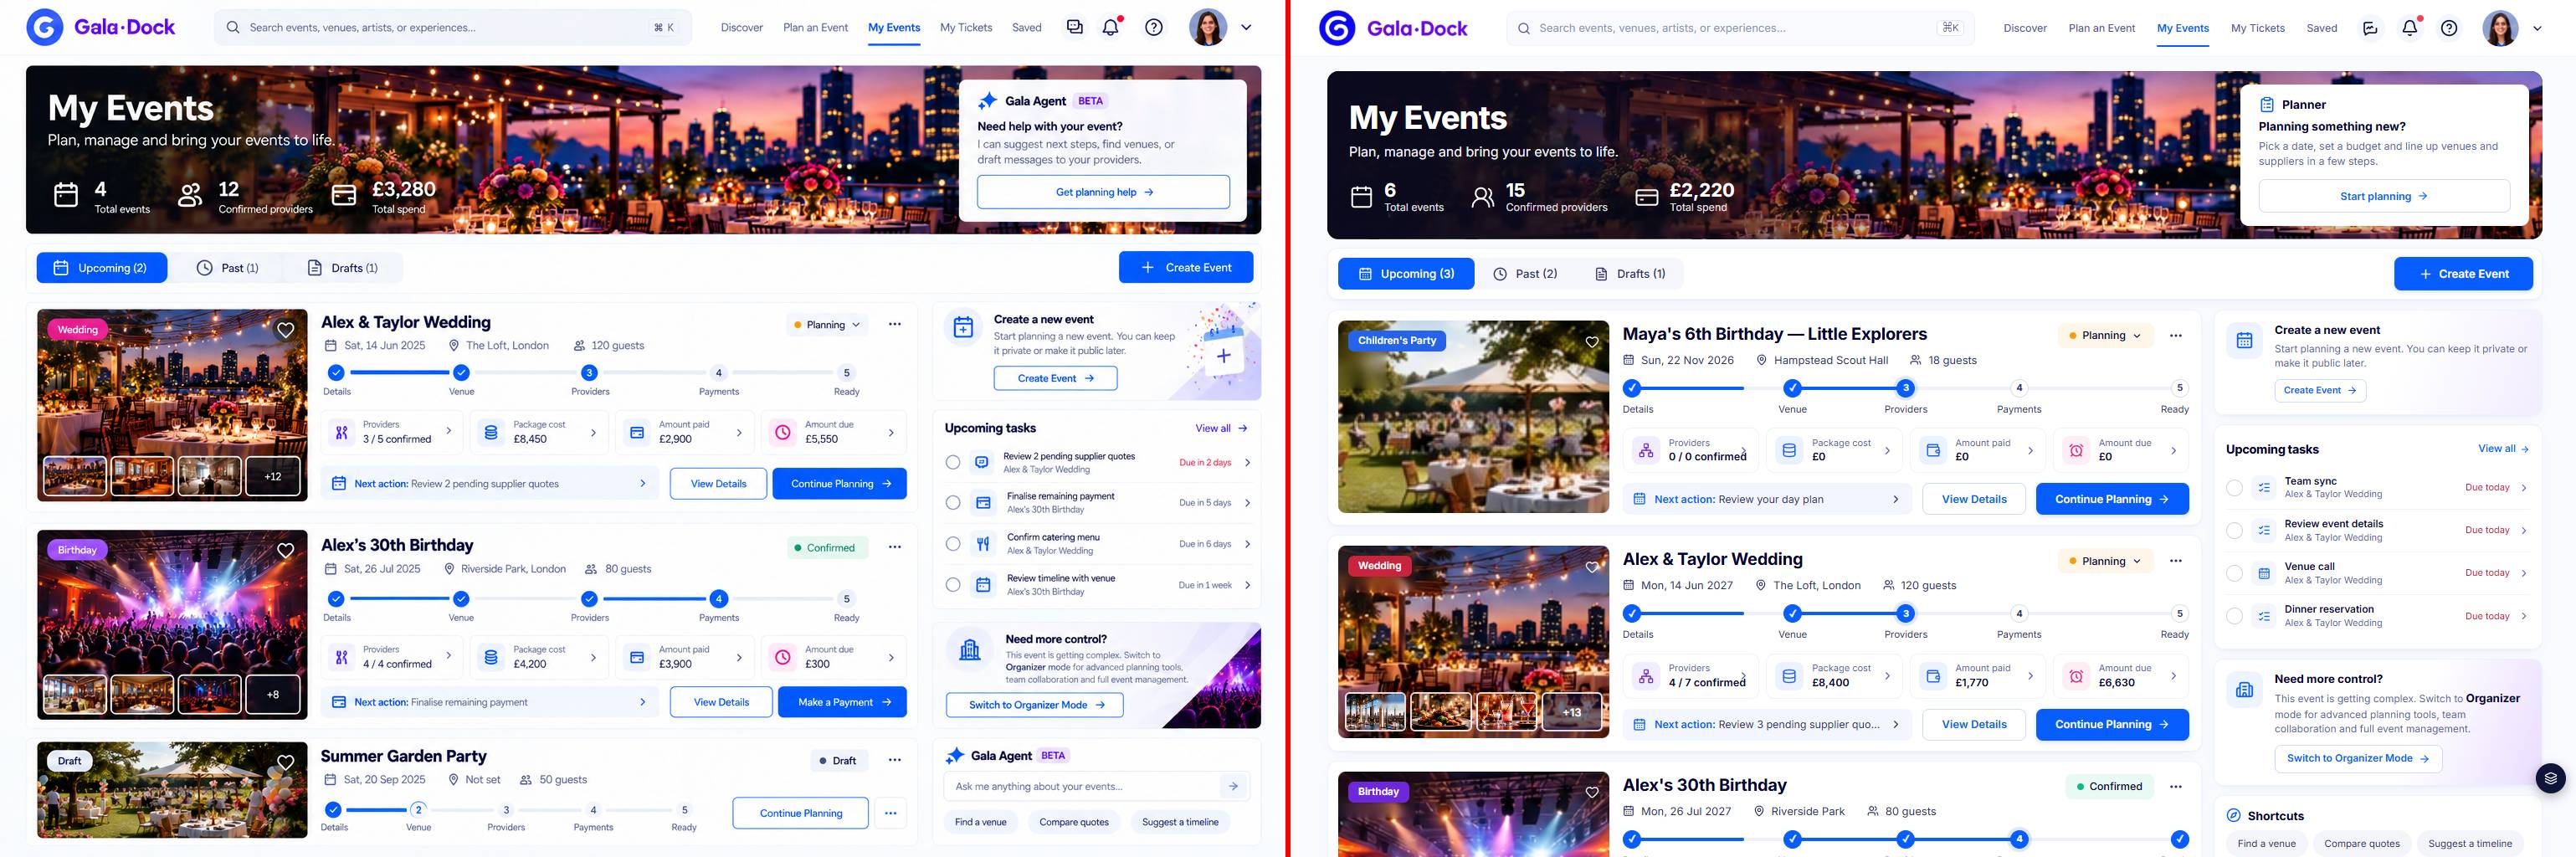 Gala·Dock
Search events, venues, artists, or experiences...
⌘ K
Discover
Plan an Event
My Events
My Tickets
Saved
My Events
Plan, manage and bring your events to life.
4
Total events
12
Confirmed providers
£3,280
Total spend
Gala Agent BETA
Need help with your event?
I can suggest next steps, find venues, or
draft messages to your providers.
Get planning help →
Upcoming (2)
Past (1)
Drafts (1)
+ Create Event
Wedding
+12
Alex & Taylor Wedding
Planning
Sat, 14 Jun 2025
The Loft, London
120 guests
3
4
5
Details
Venue
Providers
Payments
Ready
Providers
3 / 5 confirmed
Package cost
£8,450
Amount paid
£2,900
Amount due
£5,550
Next action: Review 2 pending supplier quotes
View Details
Continue Planning →
Birthday
+8
Alex's 30th Birthday
Confirmed
Sat, 26 Jul 2025
Riverside Park, London
80 guests
4
5
Details
Venue
Providers
Payments
Ready
Providers
4 / 4 confirmed
Package cost
£4,200
Amount paid
£3,900
Amount due
£300
Next action: Finalise remaining payment
View Details
Make a Payment →
Draft
Summer Garden Party
Draft
Sat, 20 Sep 2025
Not set
50 guests
2
3
4
5
Details
Venue
Providers
Payments
Ready
Continue Planning
Create a new event
Start planning a new event. You can keep
it private or make it public later.
Create Event →
Upcoming tasks
View all →
Review 2 pending supplier quotes
Alex & Taylor Wedding
Due in 2 days
Finalise remaining payment
Alex's 30th Birthday
Due in 5 days
Confirm catering menu
Alex & Taylor Wedding
Due in 6 days
Review timeline with venue
Alex's 30th Birthday
Due in 1 week
Need more control?
This event is getting complex. Switch to
Organizer mode for advanced planning tools,
team collaboration and full event management.
Switch to Organizer Mode →
Gala Agent BETA
Ask me anything about your events...
Find a venue
Compare quotes
Suggest a timeline
Gala·Dock
Search events, venues, artists, or experiences...
⌘K
Discover
Plan an Event
My Events
My Tickets
Saved
My Events
Plan, manage and bring your events to life.
6
Total events
15
Confirmed providers
£2,220
Total spend
Planner
Planning something new?
Pick a date, set a budget and line up venues and
suppliers in a few steps.
Start planning →
Upcoming (3)
Past (2)
Drafts (1)
+ Create Event
Children's Party
Maya's 6th Birthday — Little Explorers
Planning
Sun, 22 Nov 2026
Hampstead Scout Hall
18 guests
3
4
5
Details
Venue
Providers
Payments
Ready
Providers
0 / 0 confirmed
Package cost
£0
Amount paid
£0
Amount due
£0
Next action: Review your day plan
View Details
Continue Planning →
Wedding
+13
Alex & Taylor Wedding
Planning
Mon, 14 Jun 2027
The Loft, London
120 guests
3
4
5
Details
Venue
Providers
Payments
Ready
Providers
4 / 7 confirmed
Package cost
£8,400
Amount paid
£1,770
Amount due
£6,630
Next action: Review 3 pending supplier quo...
View Details
Continue Planning →
Birthday
Alex's 30th Birthday
Confirmed
Mon, 26 Jul 2027
Riverside Park
80 guests
4
Create a new event
Start planning a new event. You can keep it private or
make it public later.
Create Event →
Upcoming tasks
View all →
Team sync
Alex & Taylor Wedding
Due today
Review event details
Alex & Taylor Wedding
Due today
Venue call
Alex & Taylor Wedding
Due today
Dinner reservation
Alex & Taylor Wedding
Due today
Need more control?
This event is getting complex. Switch to Organizer
mode for advanced planning tools, team
collaboration and full event management.
Switch to Organizer Mode →
Shortcuts
Find a venue
Compare quotes
Suggest a timeline